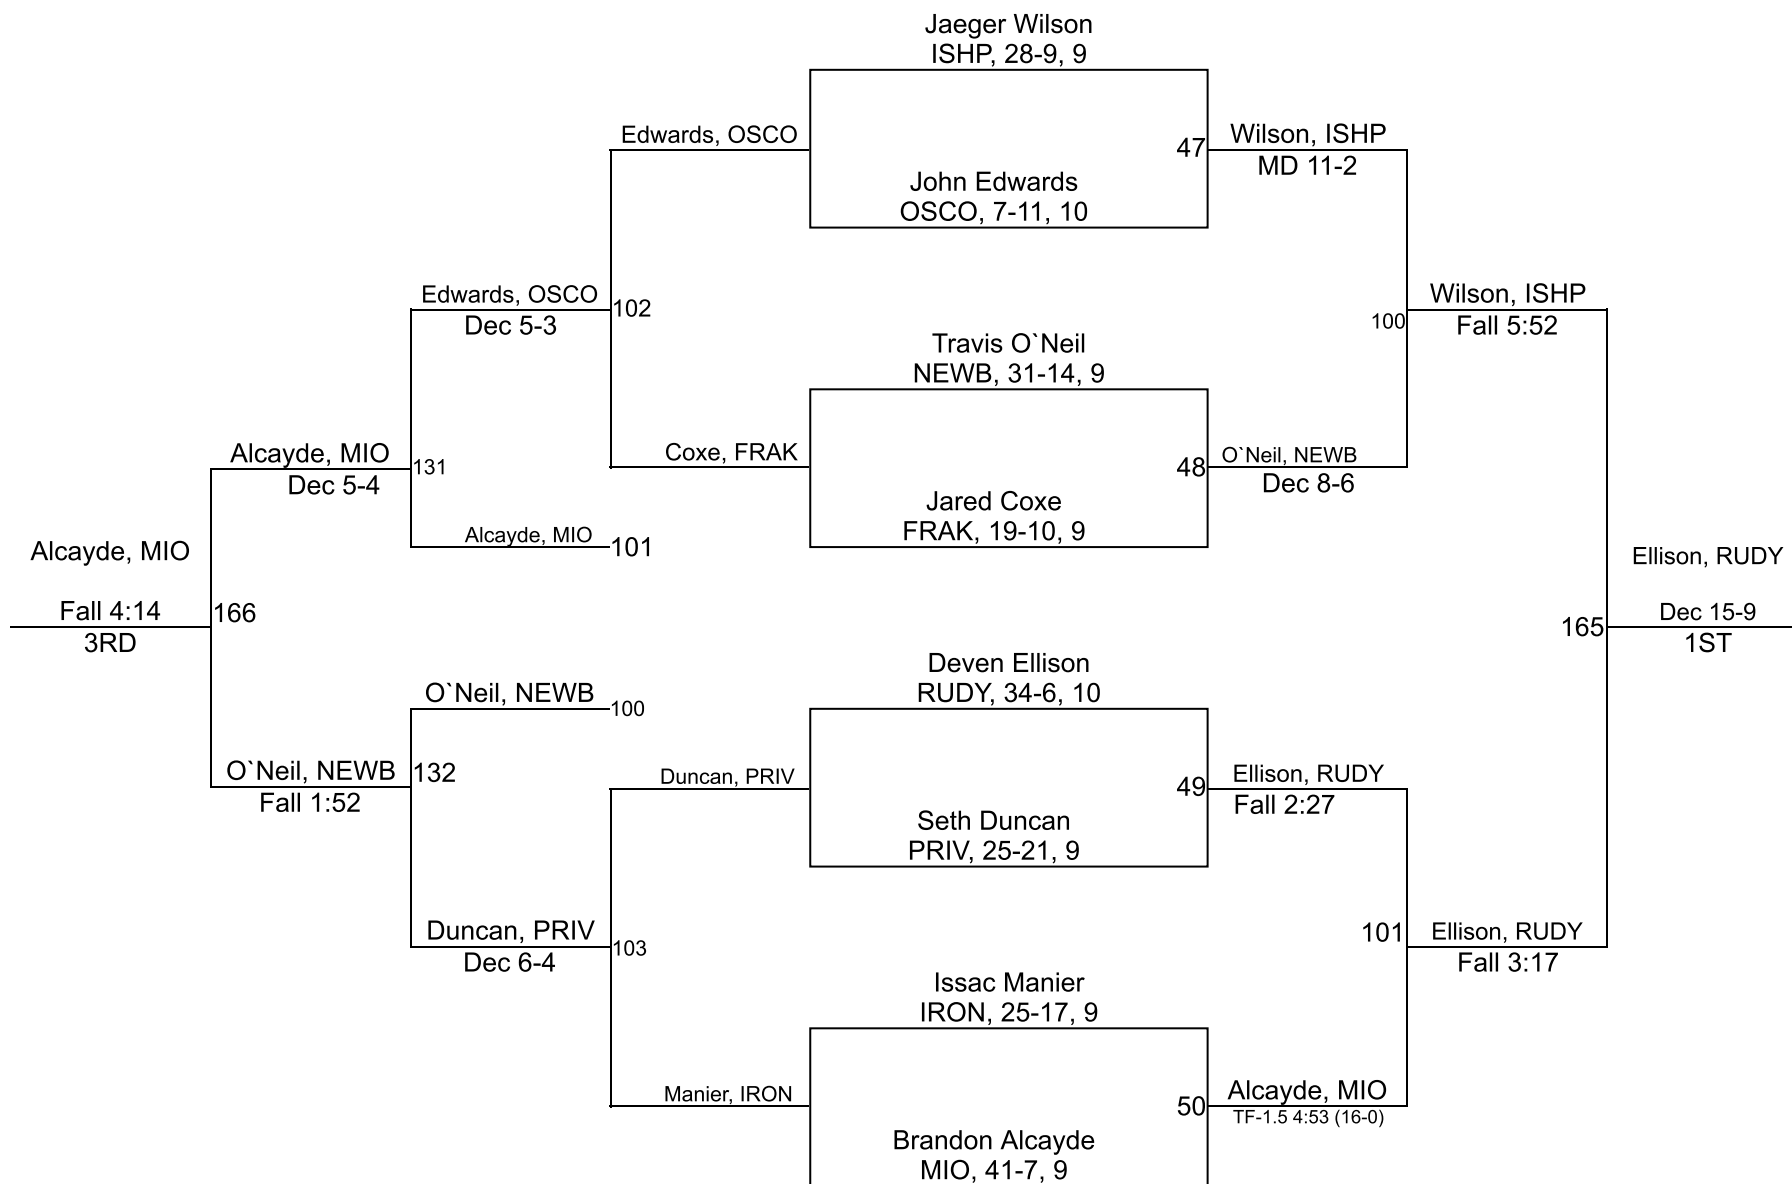 Jaeger Wilson
ISHP, 28-9, 9
Edwards, OSCO
47
Wilson, ISHP
MD 11-2
John Edwards
OSCO, 7-11, 10
Edwards, OSCO
Dec 5-3
102
Wilson, ISHP
Fall 5:52
100
Travis O`Neil
NEWB, 31-14, 9
Alcayde, MIO
Dec 5-4
131
Coxe, FRAK
48
O`Neil, NEWB
Dec 8-6
Jared Coxe
FRAK, 19-10, 9
Alcayde, MIO
101
Alcayde, MIO
Fall 4:14
3RD
166
Ellison, RUDY
Dec 15-9
1ST
165
Deven Ellison
RUDY, 34-6, 10
O`Neil, NEWB
100
O`Neil, NEWB
Fall 1:52
132
Duncan, PRIV
49
Ellison, RUDY
Fall 2:27
Seth Duncan
PRIV, 25-21, 9
Duncan, PRIV
Dec 6-4
103
101
Ellison, RUDY
Fall 3:17
Issac Manier
IRON, 25-17, 9
Manier, IRON
50
Alcayde, MIO
TF-1.5 4:53 (16-0)
Brandon Alcayde
MIO, 41-7, 9